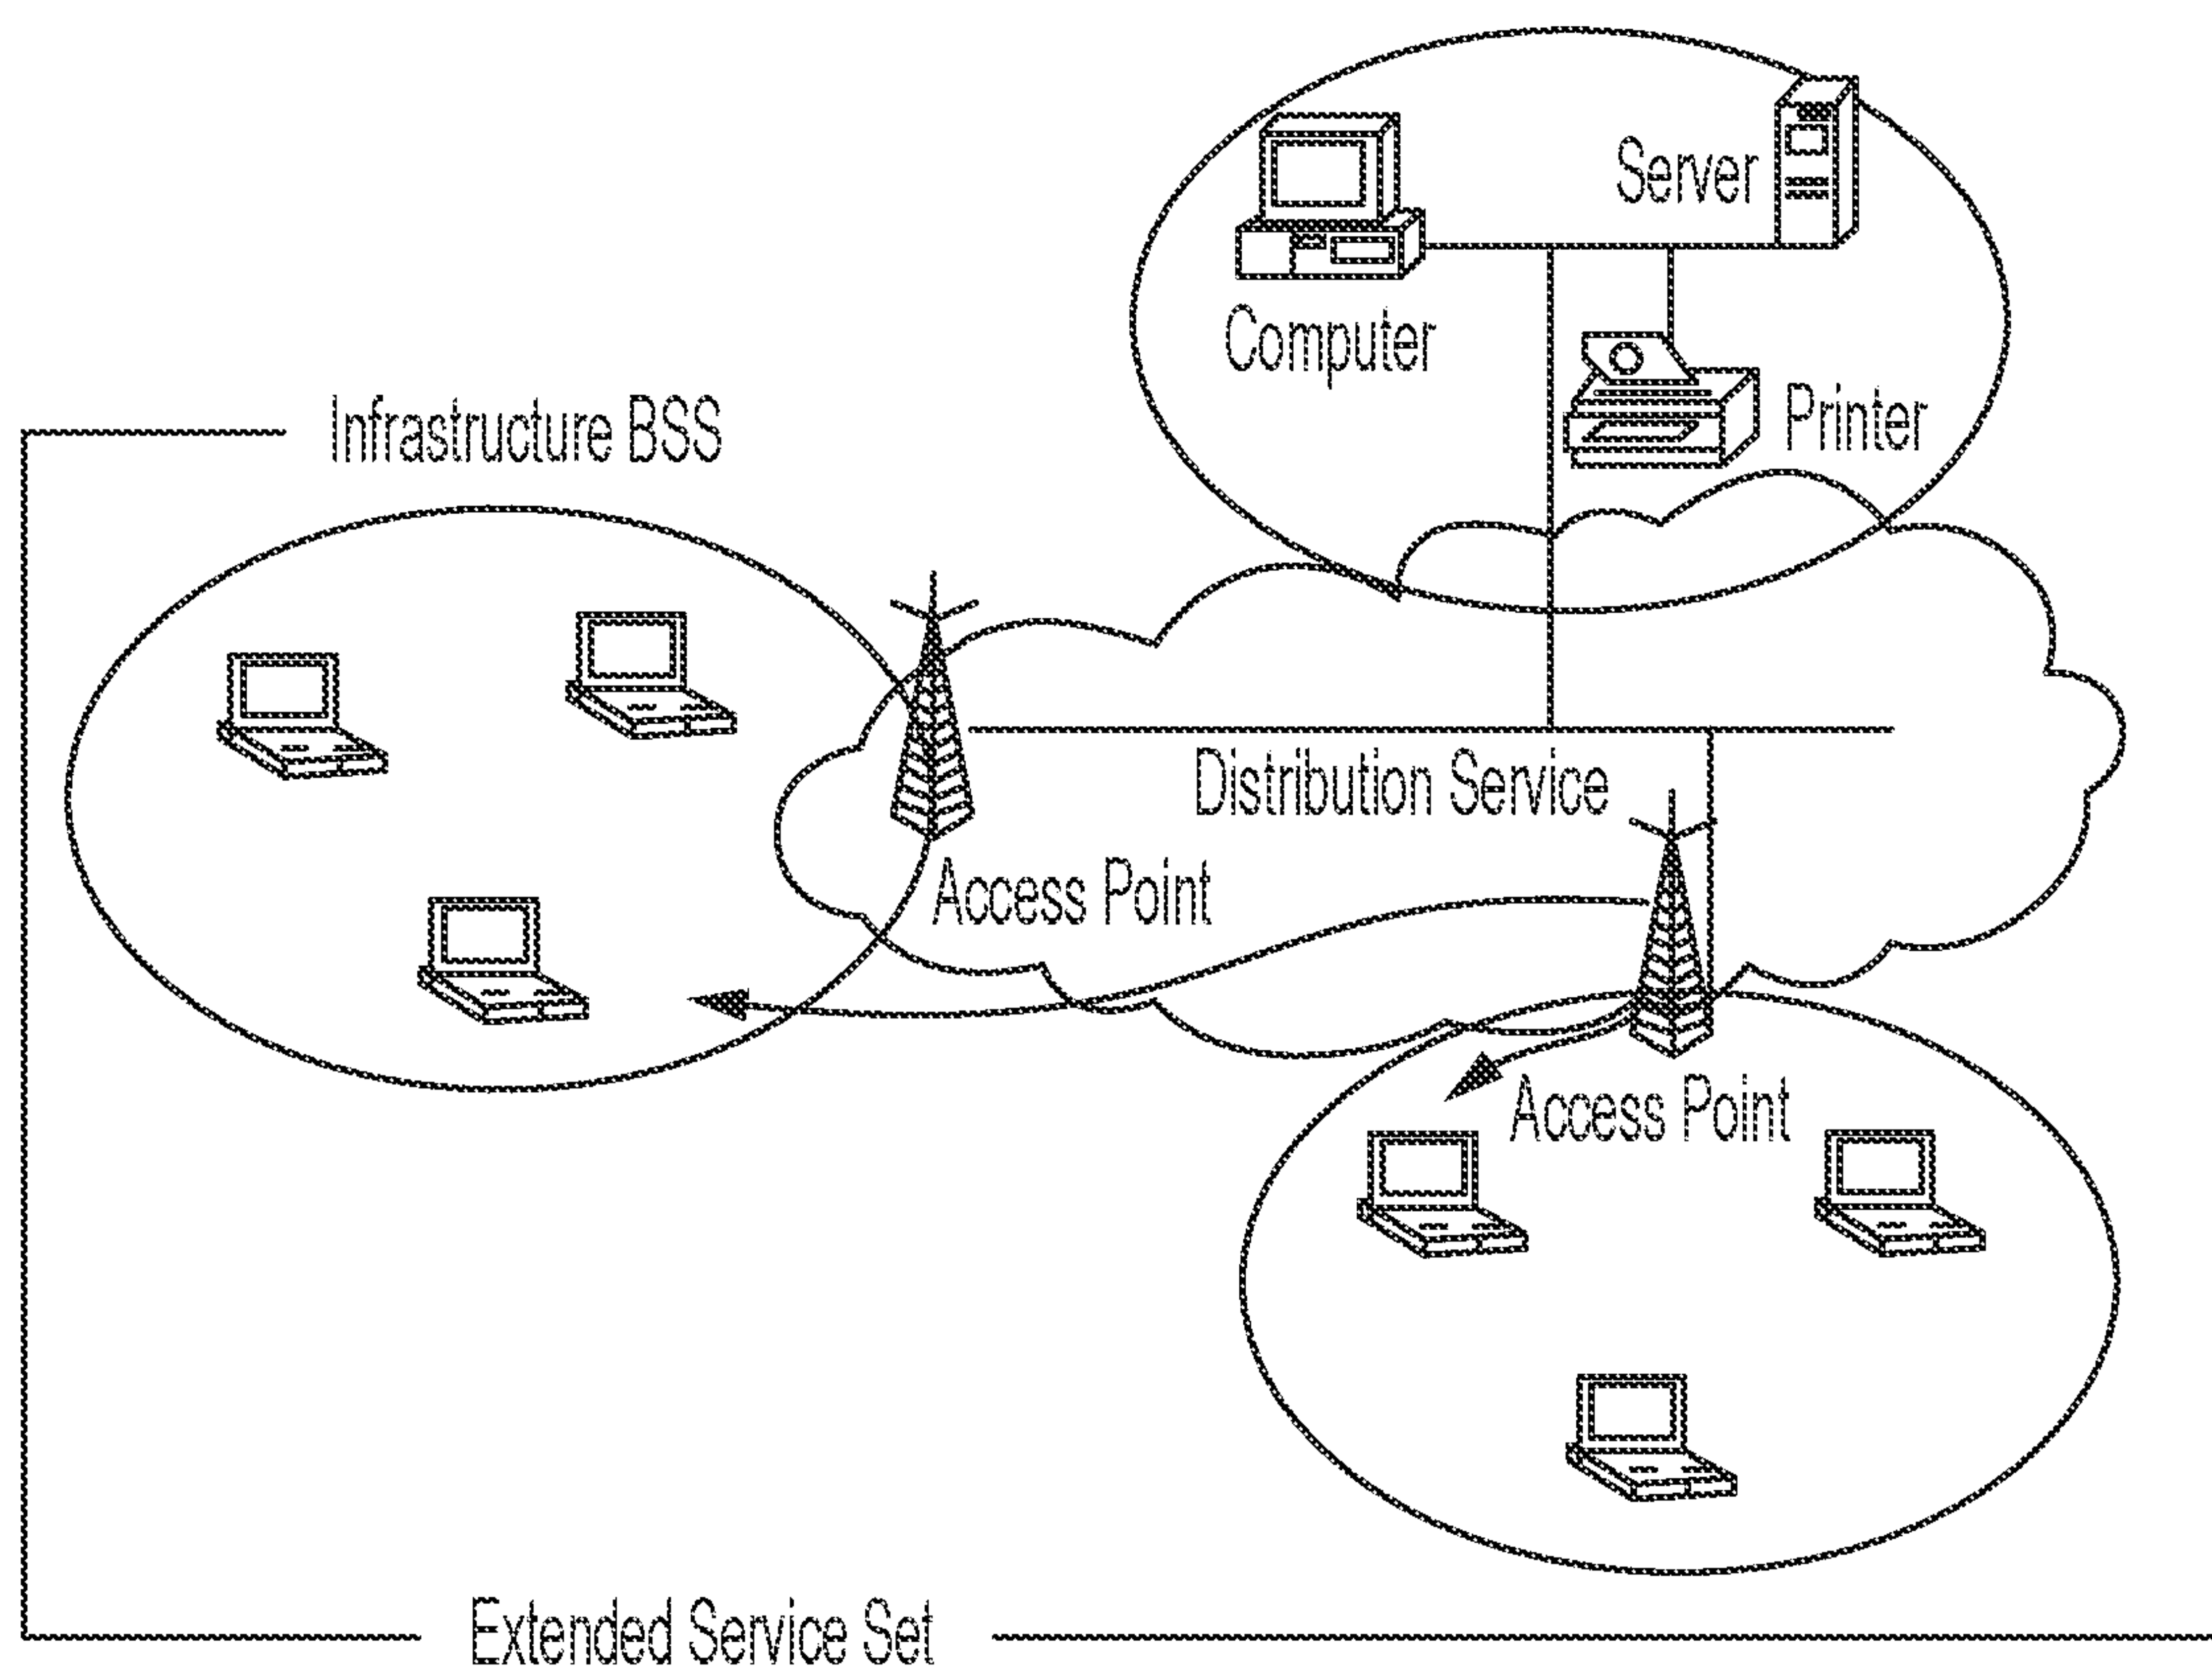 Server
Computer
Printer
Infrastructure BSS
Distribution Service
Access Point
Access Point
Extended Service Set